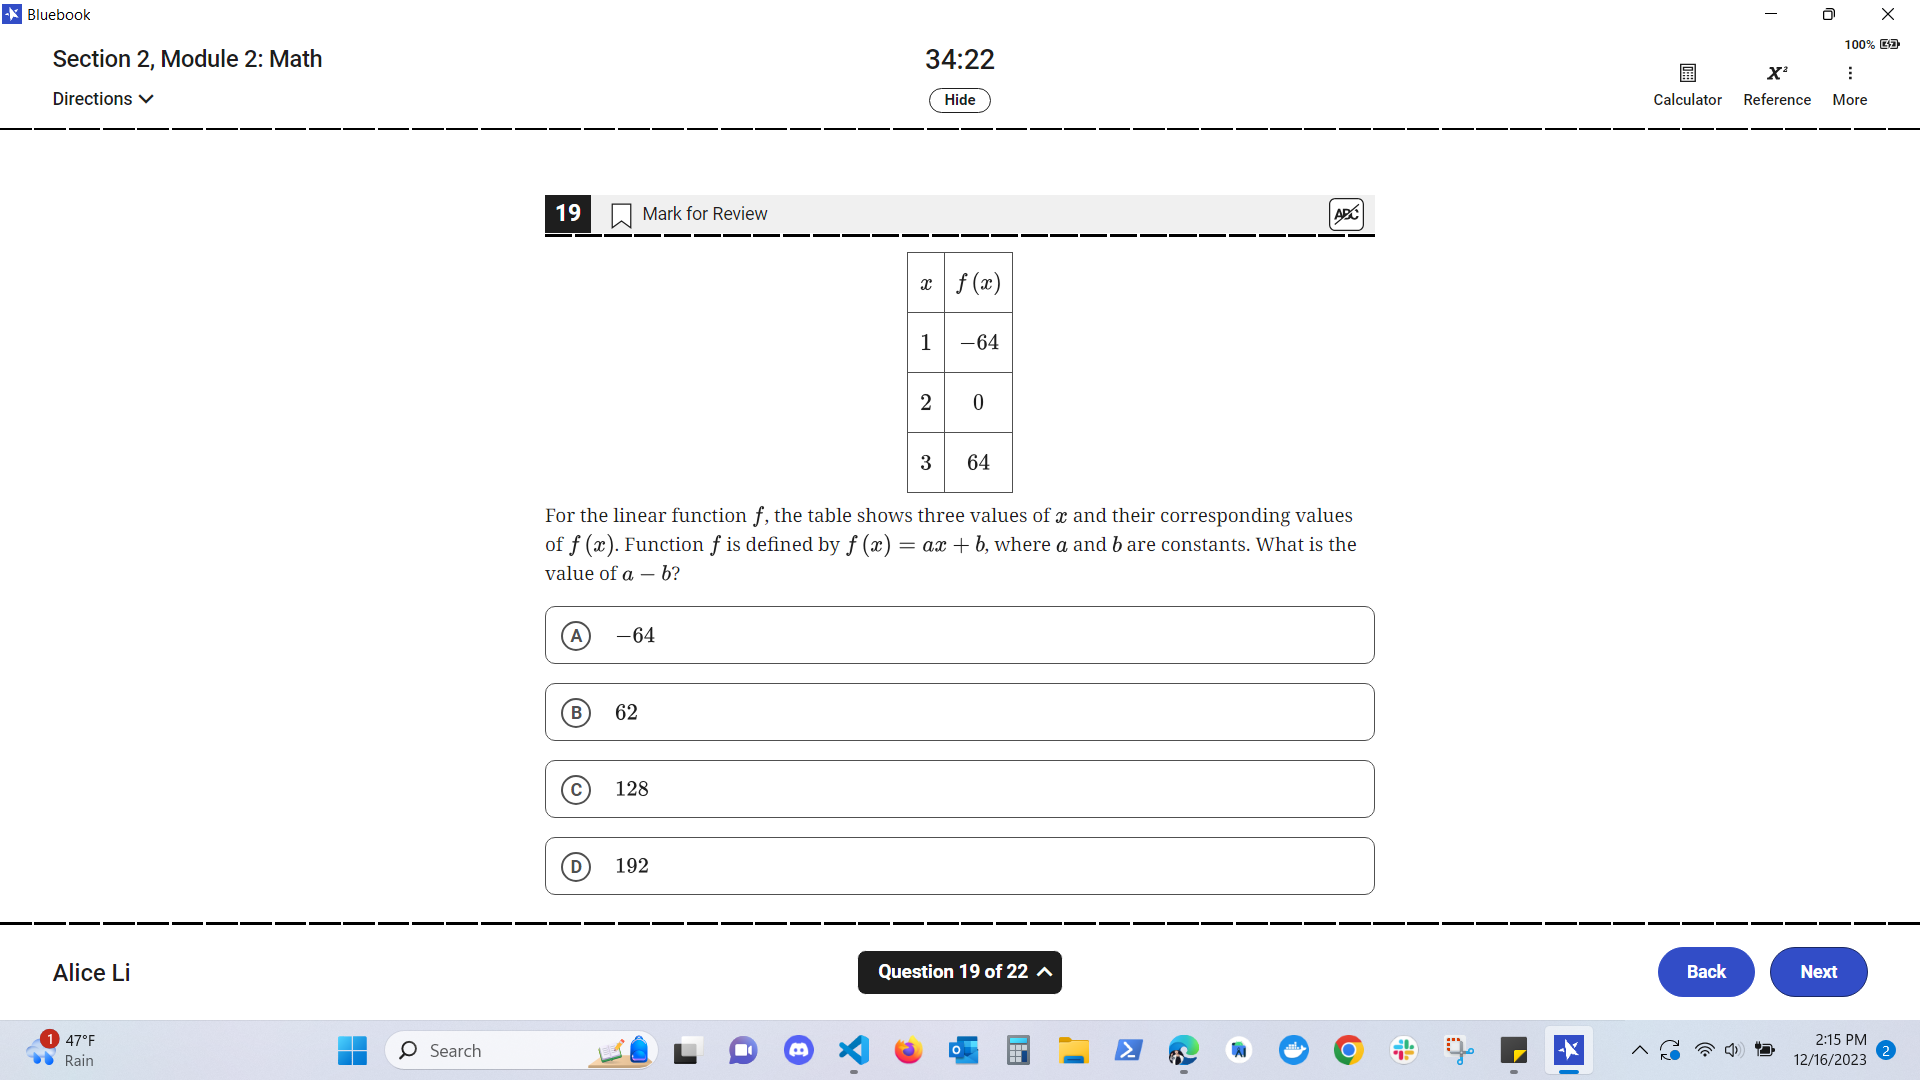 Bluebook
Section 2, Module 2: Math
34:22
100%
Directions
Hide
Calculator Reference More
19 Mark for Review ABC
x f(x)
1 −64
2 0
3 64
For the linear function f, the table shows three values of x and their corresponding values
of f(x). Function f is defined by f(x) = ax + b, where a and b are constants. What is the
value of a − b?
A −64
B 62
C 128
D 192
Alice Li
Question 19 of 22
Back
Next
1 47°F
Rain
Search
2:15 PM
12/16/2023
2